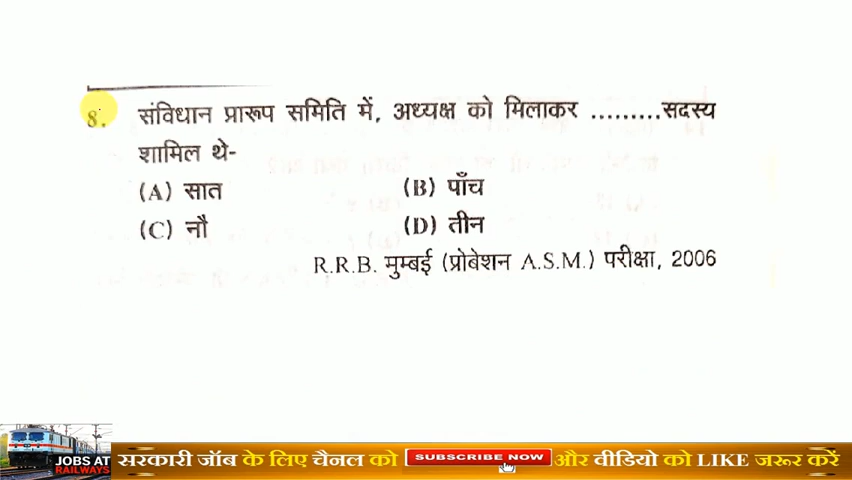 8. संविधान प्रारूप समिति में, अध्यक्ष को मिलाकर .........सदस्य
शामिल थे-
(A) सात (B) पाँच
(C) नौ (D) तीन
R.R.B. मुम्बई (प्रोबेशन A.S.M.) परीक्षा, 2006
JOBS AT
RAILWAYS
सरकारी जॉब के लिए चैनल को SUBSCRIBE NOW और वीडियो को LIKE जरूर करें